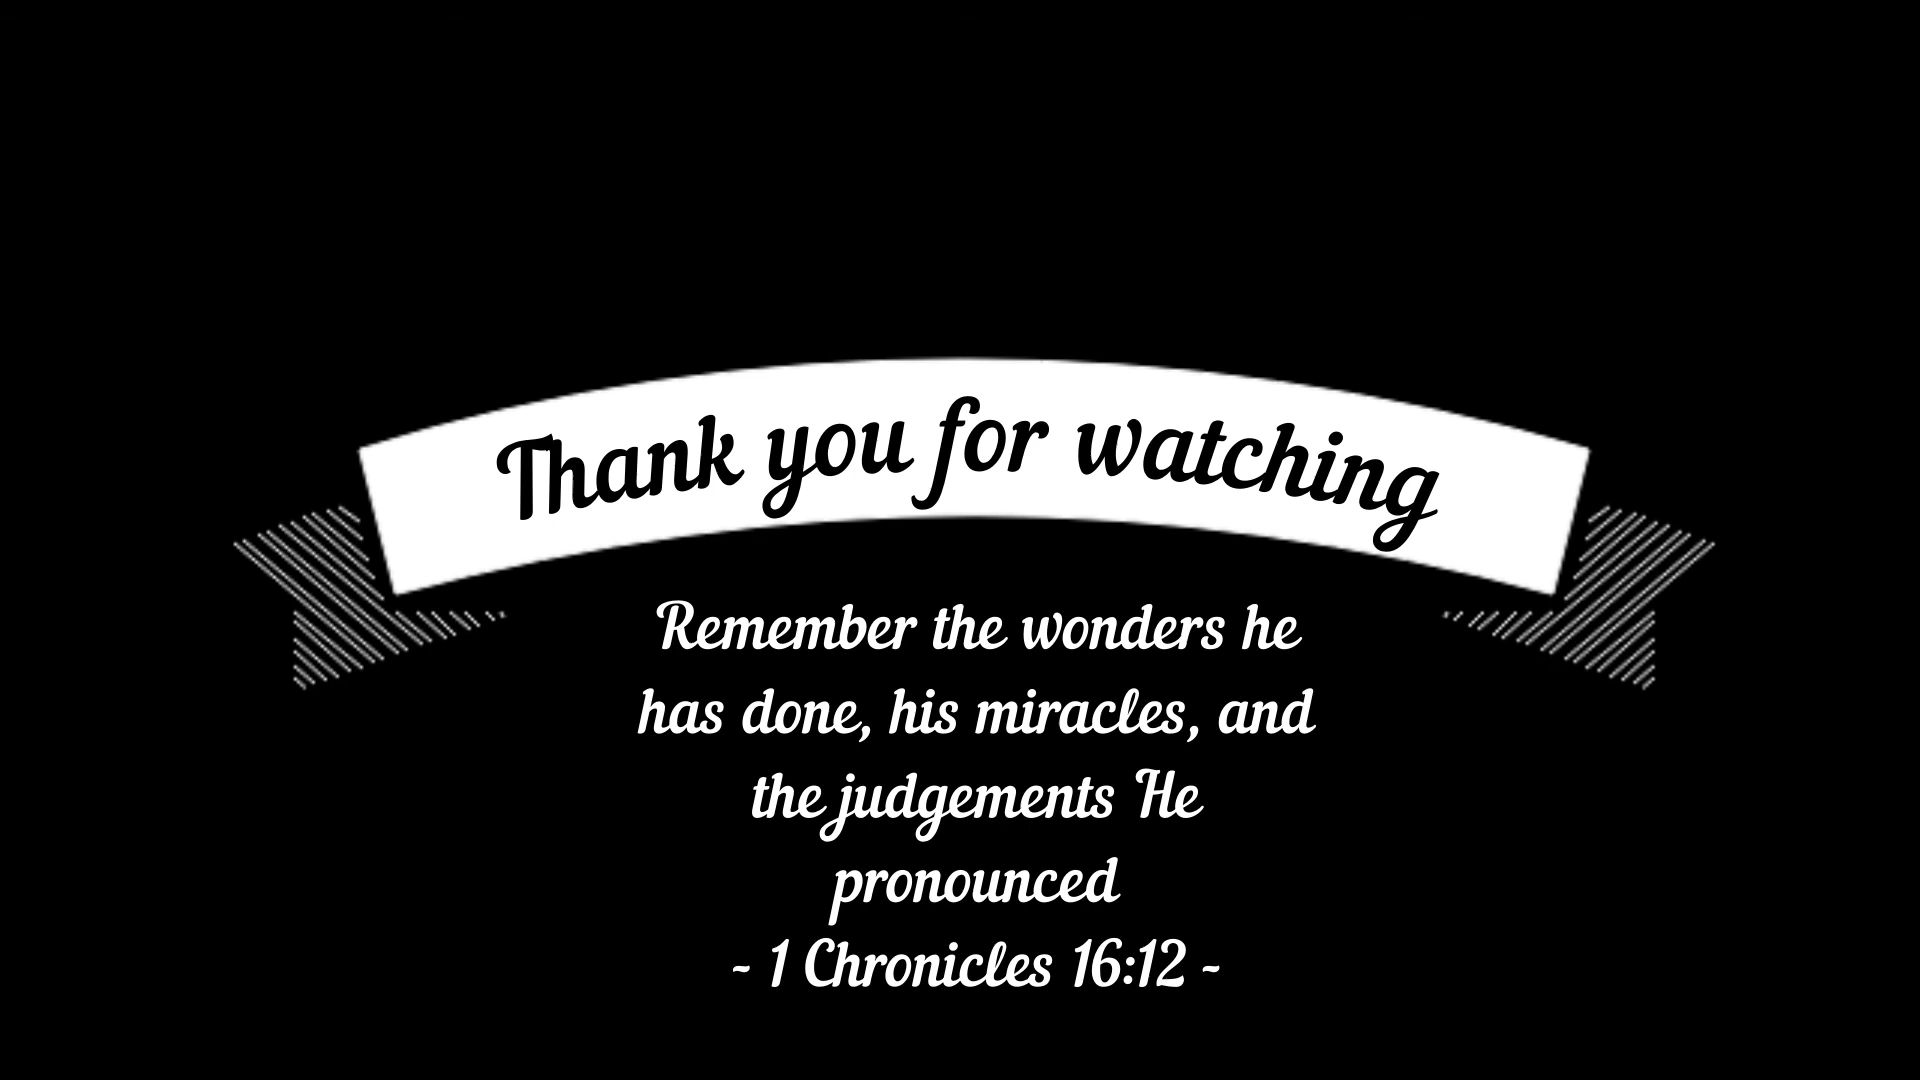 Thank you for watching
Remember the wonders he
has done, his miracles, and
the judgements He
pronounced
~ 1 Chronicles 16:12 ~